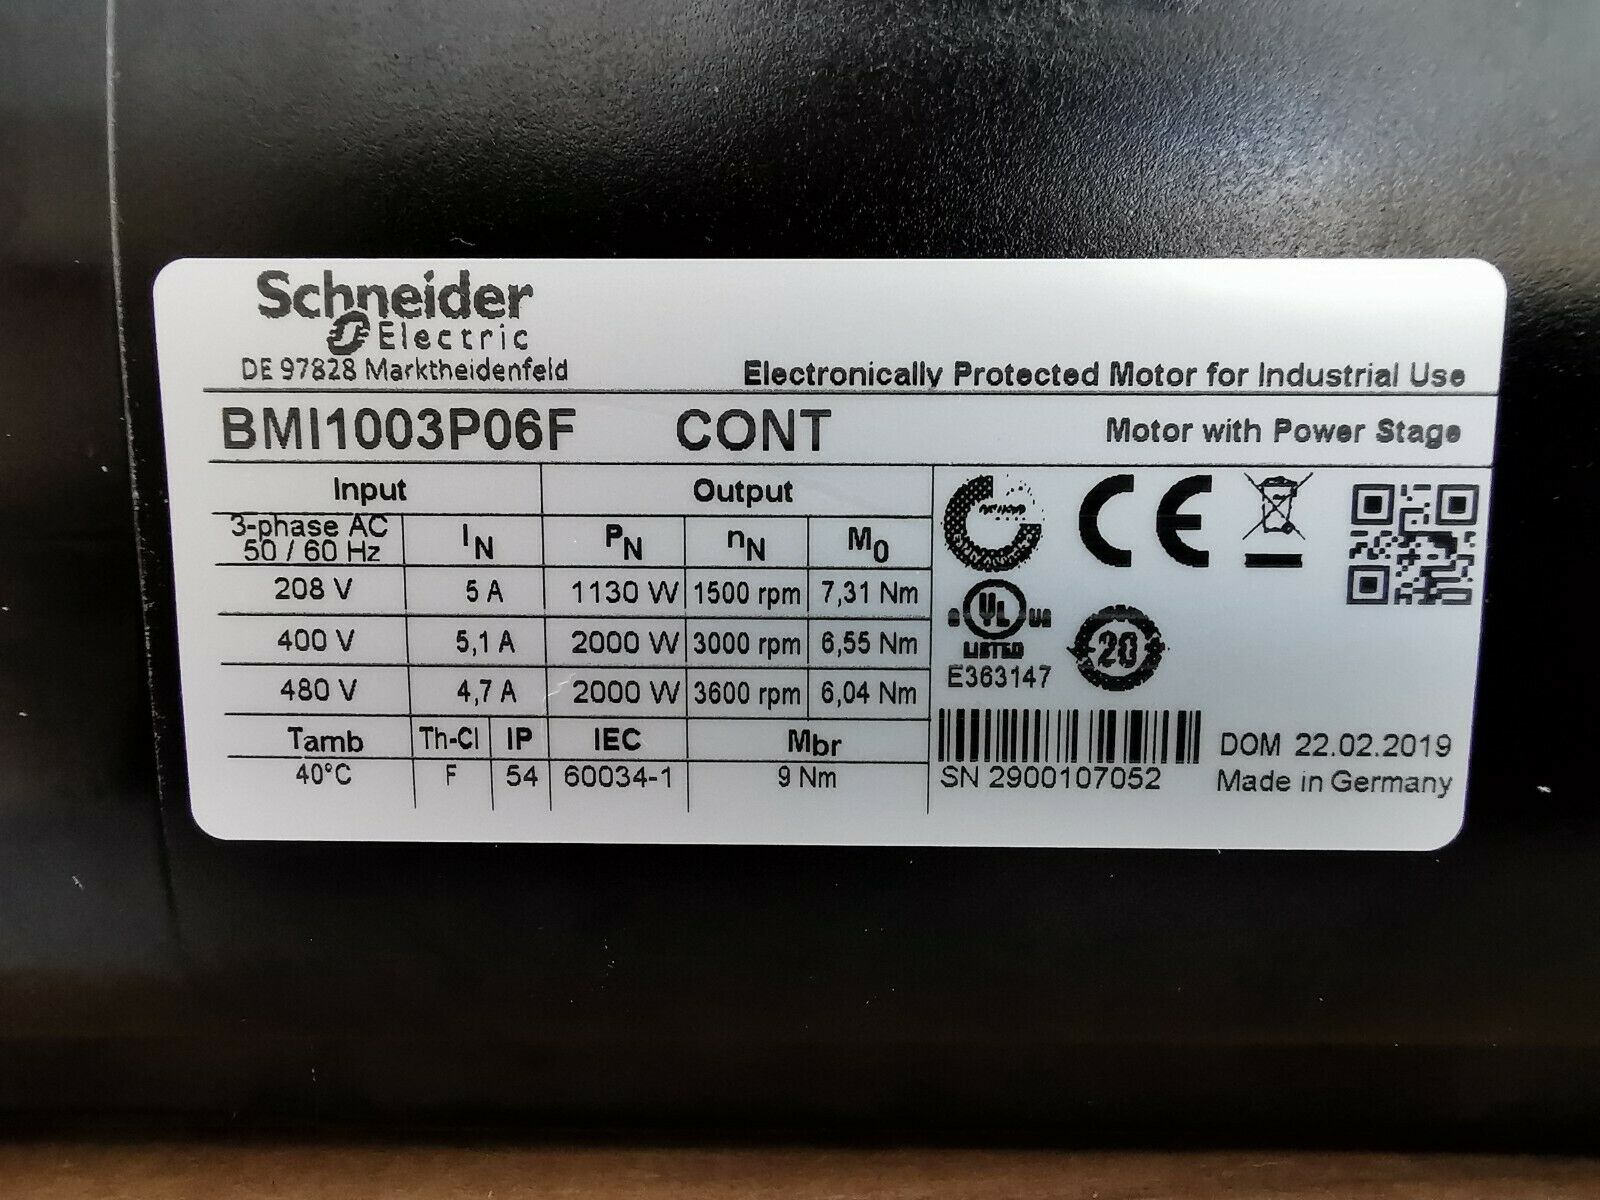 Schneider
Electric
DE 97828 Marktheidenfeld
Electronically Protected Motor for Industrial Use
BMI1003P06F CONT Motor with Power Stage
Input Output
3-phase AC
50 / 60 Hz IN PN nN M0
208 V 5 A 1130 W 1500 rpm 7,31 Nm
400 V 5,1 A 2000 W 3000 rpm 6,55 Nm
480 V 4,7 A 2000 W 3600 rpm 6,04 Nm
Tamb Th-Cl IP IEC Mbr
40°C F 54 60034-1 9 Nm
CE
UL
LISTED
E363147
20
SN 2900107052
DOM 22.02.2019
Made in Germany